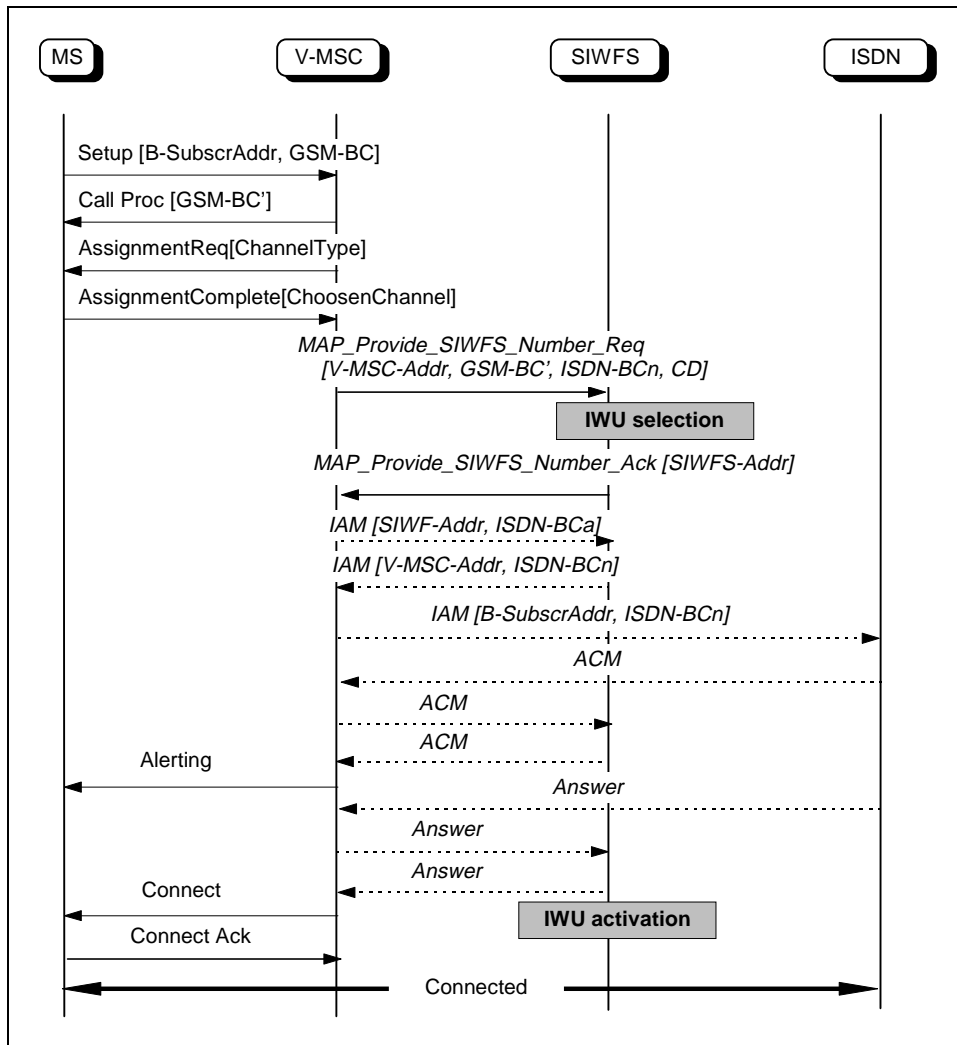 MS
V-MSC
SIWFS
ISDN
Setup [B-SubscrAddr, GSM-BC]
Call Proc [GSM-BC’]
AssignmentReq[ChannelType]
AssignmentComplete[ChoosenChannel]
MAP_Provide_SIWFS_Number_Req
[V-MSC-Addr, GSM-BC’, ISDN-BCn, CD]
IWU selection
MAP_Provide_SIWFS_Number_Ack [SIWFS-Addr]
IAM [SIWF-Addr, ISDN-BCa]
IAM [V-MSC-Addr, ISDN-BCn]
IAM [B-SubscrAddr, ISDN-BCn]
ACM
ACM
ACM
Alerting
Answer
Answer
Answer
Connect
IWU activation
Connect Ack
Connected